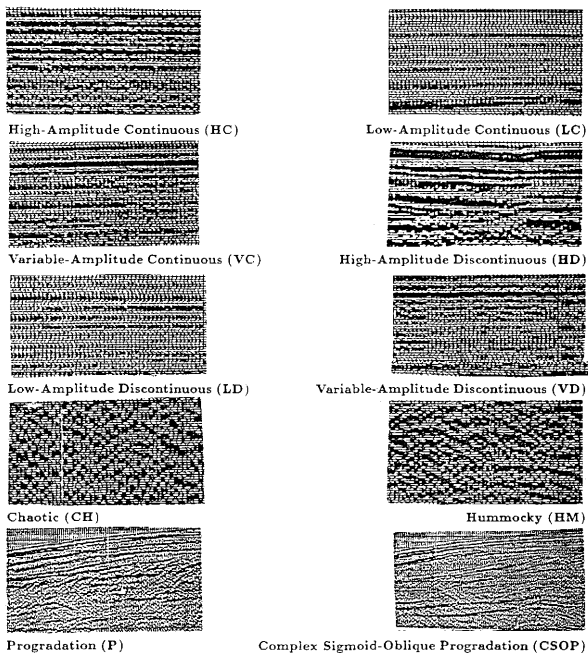 High-Amplitude Continuous (HC)
Low-Amplitude Continuous (LC)
Variable-Amplitude Continuous (VC)
High-Amplitude Discontinuous (HD)
Low-Amplitude Discontinuous (LD)
Variable-Amplitude Discontinuous (VD)
Chaotic (CH)
Hummocky (HM)
Progradation (P)
Complex Sigmoid-Oblique Progradation (CSOP)